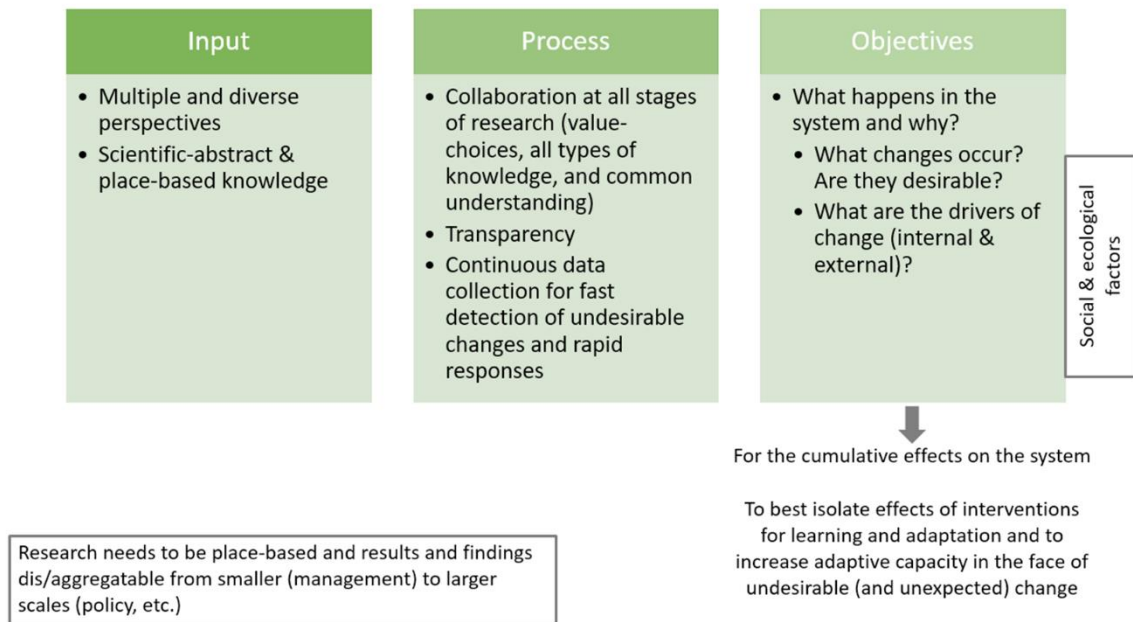 Input
• Multiple and diverse
perspectives
• Scientific-abstract &
place-based knowledge
Process
• Collaboration at all stages
of research (value-
choices, all types of
knowledge, and common
understanding)
• Transparency
• Continuous data
collection for fast
detection of undesirable
changes and rapid
responses
Objectives
• What happens in the
system and why?
• What changes occur?
Are they desirable?
• What are the drivers of
change (internal &
external)?
Social & ecological
factors
For the cumulative effects on the system
To best isolate effects of interventions
for learning and adaptation and to
increase adaptive capacity in the face of
undesirable (and unexpected) change
Research needs to be place-based and results and findings
dis/aggregatable from smaller (management) to larger
scales (policy, etc.)